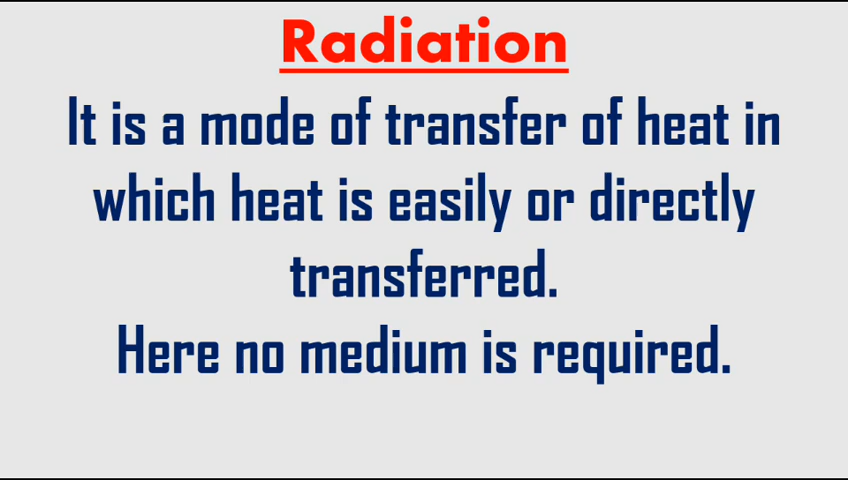 Radiation
It is a mode of transfer of heat in
which heat is easily or directly
transferred.
Here no medium is required.